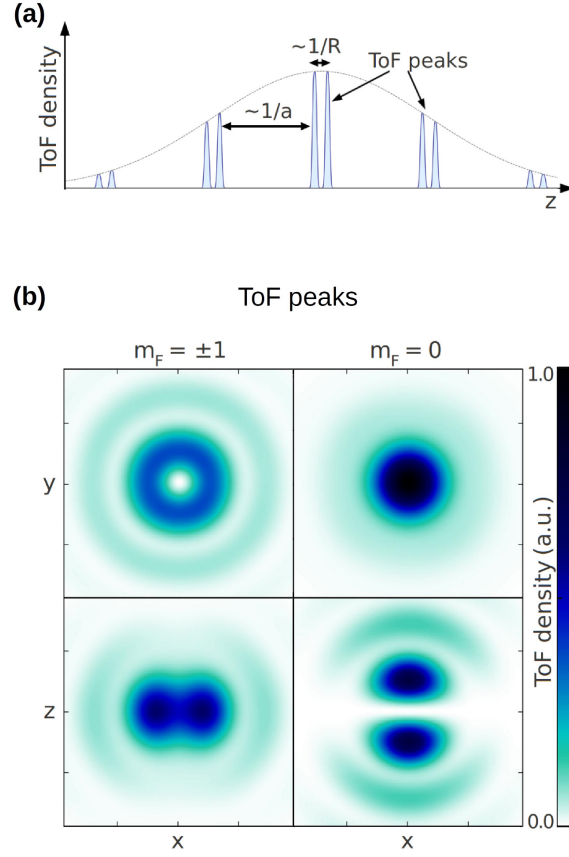 (a)
~1/R
ToF peaks
~1/a
ToF density
z
(b)
ToF peaks
m_F = ±1
m_F = 0
1.0
y
ToF density (a.u.)
z
0.0
x
x